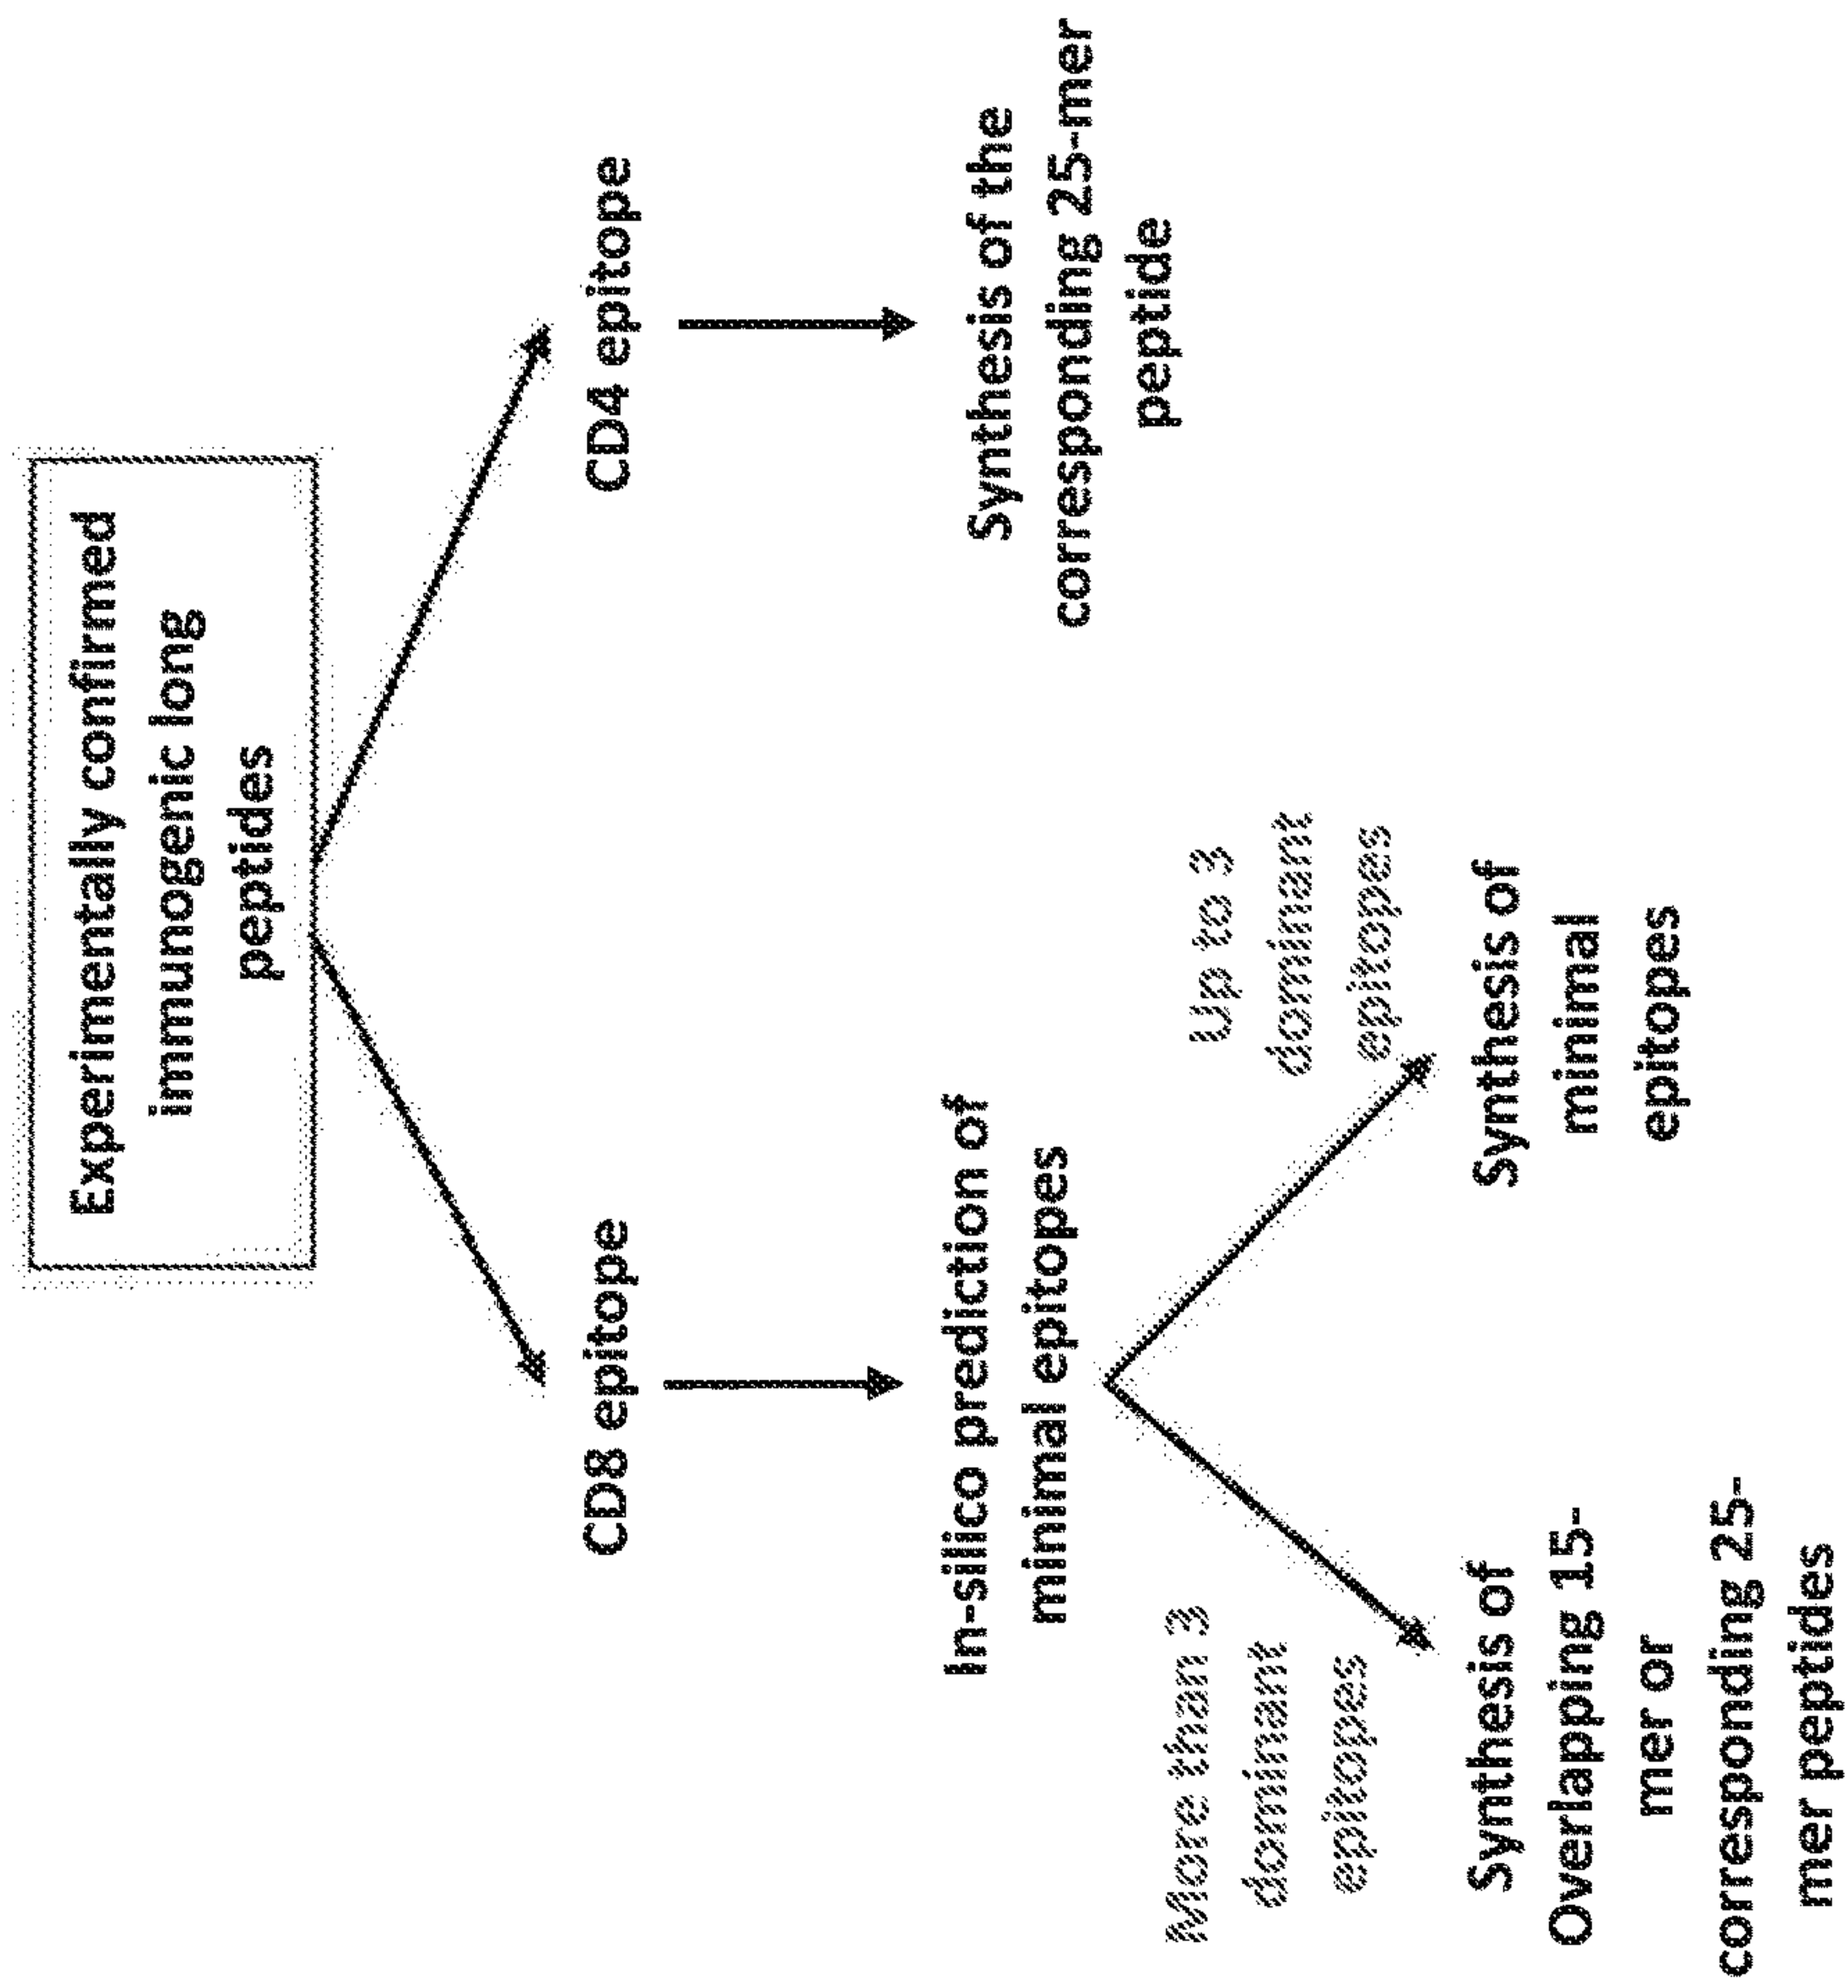 Experimentally confirmed
immunogenic long
peptides
CD8 epitope
CD4 epitope
In-silico prediction of
minimal epitopes
Synthesis of the
corresponding 25-mer
peptide
More than 3
dominant
epitopes
Up to 3
dominant
epitopes
Synthesis of
Overlapping 15-
mer or
corresponding 25-
mer peptides
Synthesis of
minimal
epitopes